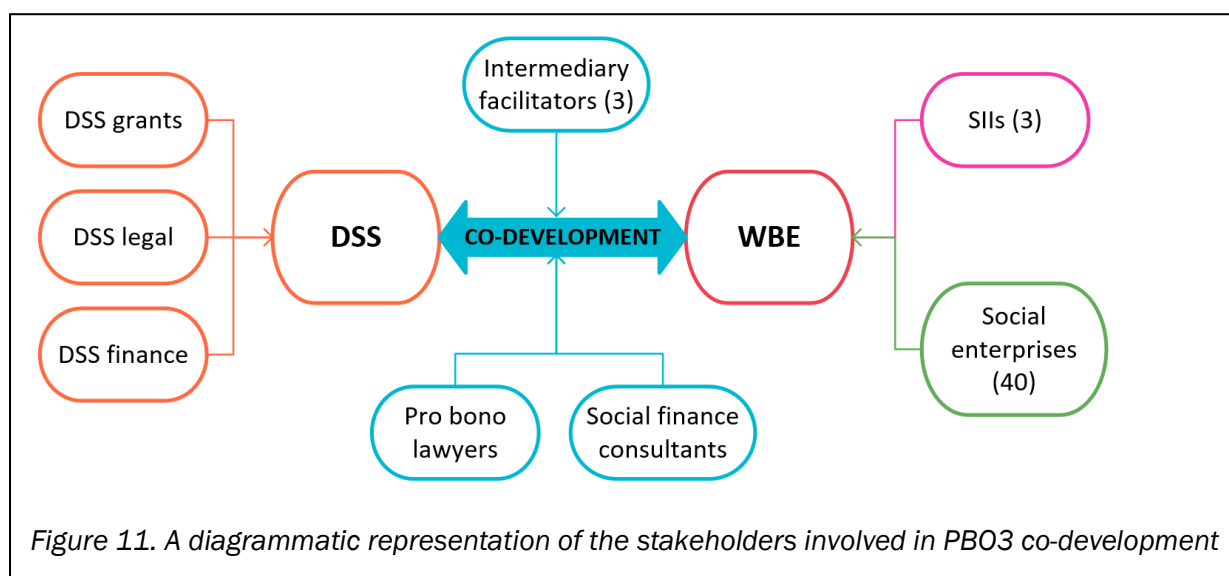 Intermediary
facilitators (3)
DSS grants
SIIs (3)
DSS legal
DSS
CO-DEVELOPMENT
WBE
DSS finance
Social
enterprises
(40)
Pro bono
lawyers
Social finance
consultants
Figure 11. A diagrammatic representation of the stakeholders involved in PBO3 co-development